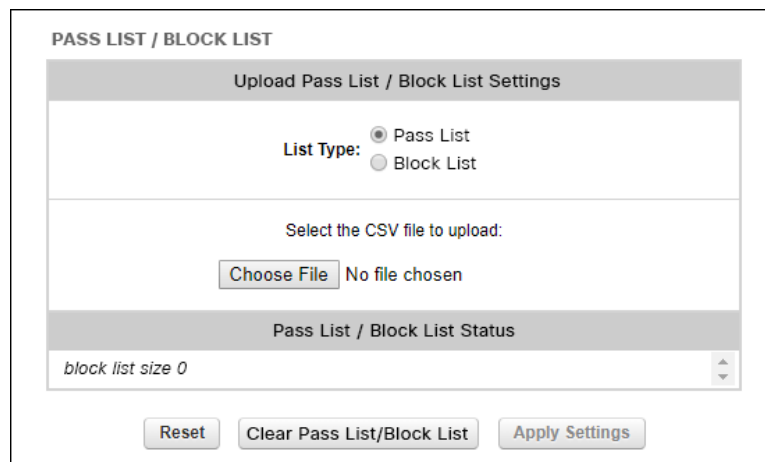 PASS LIST / BLOCK LIST
Upload Pass List / Block List Settings
List Type:
Pass List
Block List
Select the CSV file to upload:
Choose File No file chosen
Pass List / Block List Status
block list size 0
Reset Clear Pass List/Block List Apply Settings